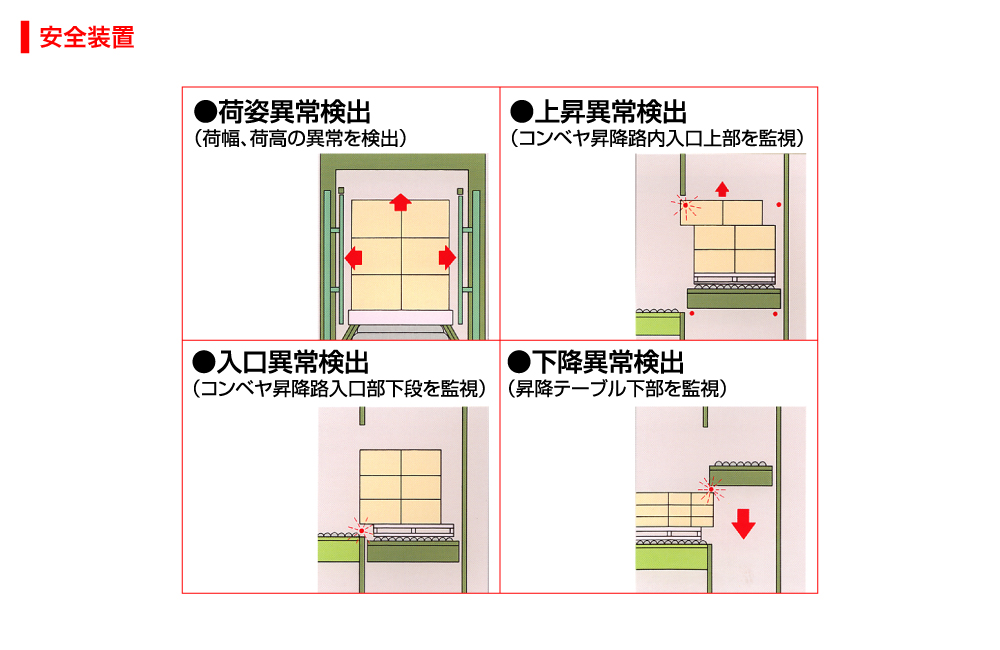 安全装置
●荷姿異常検出
（荷幅、荷高の異常を検出）
●上昇異常検出
（コンベヤ昇降路内入口上部を監視）
●入口異常検出
（コンベヤ昇降路入口部下段を監視）
●下降異常検出
（昇降テーブル下部を監視）